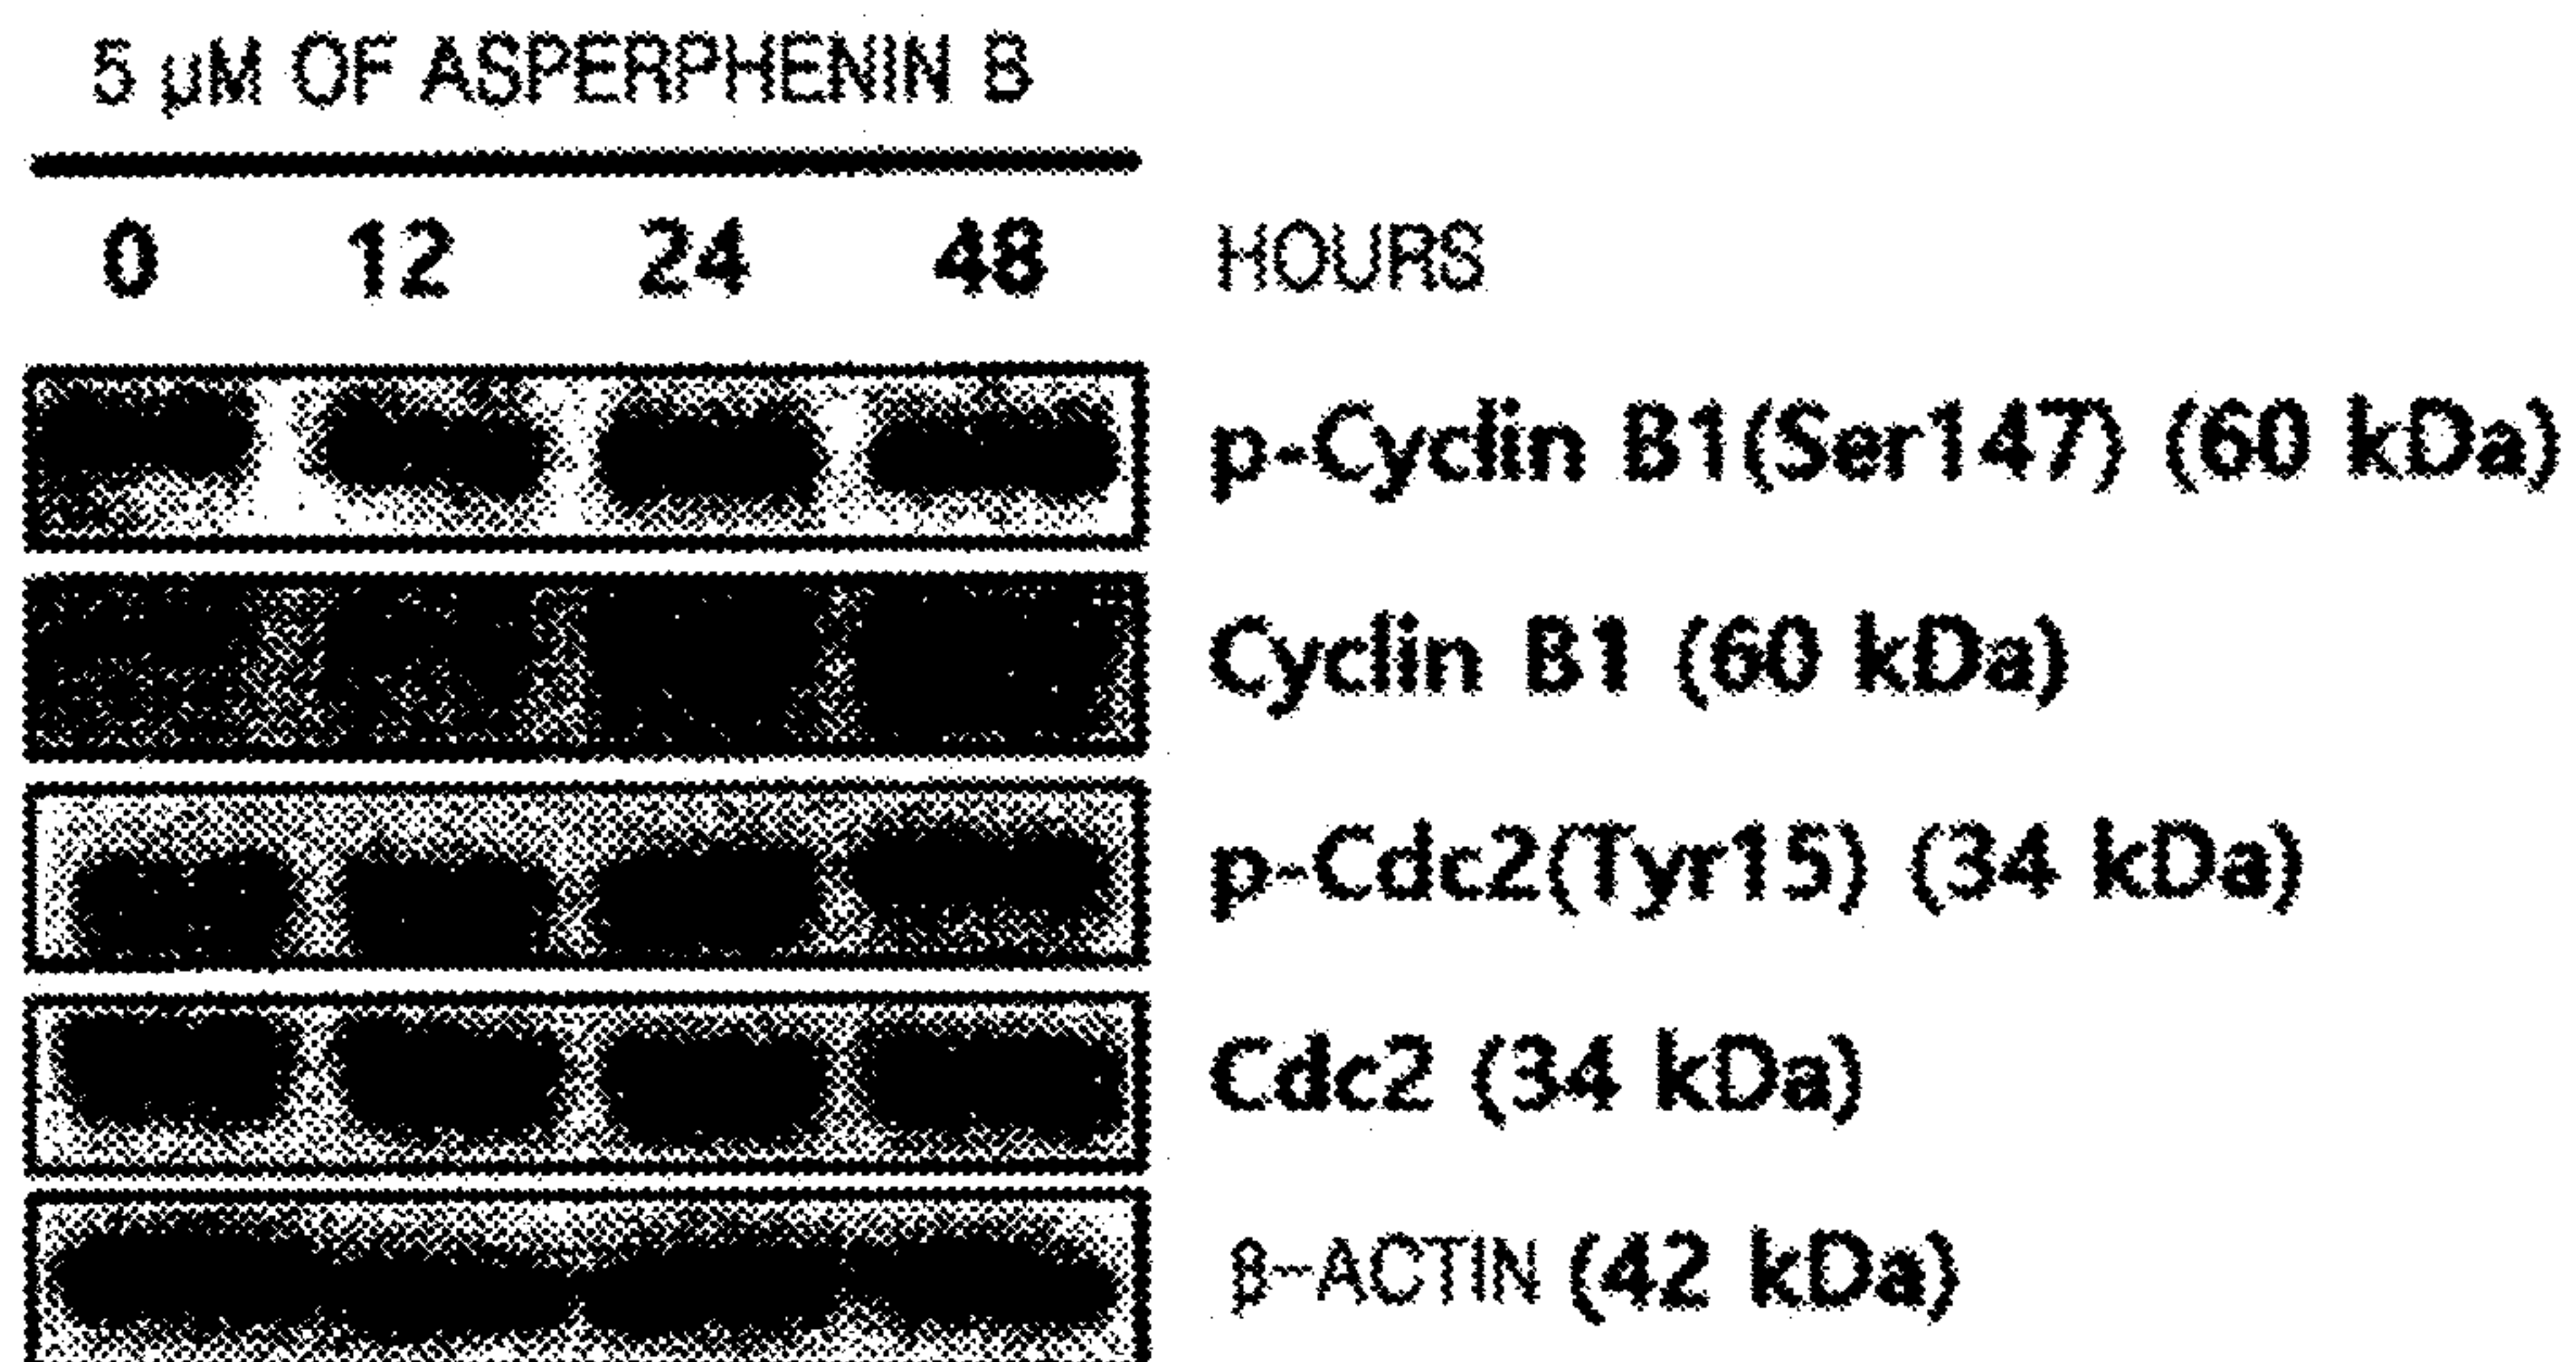 5 µM OF ASPERPHENIN B
0 12 24 48 HOURS
p-Cyclin B1(Ser147) (60 kDa)
Cyclin B1 (60 kDa)
p-Cdc2(Tyr15) (34 kDa)
Cdc2 (34 kDa)
β-ACTIN (42 kDa)